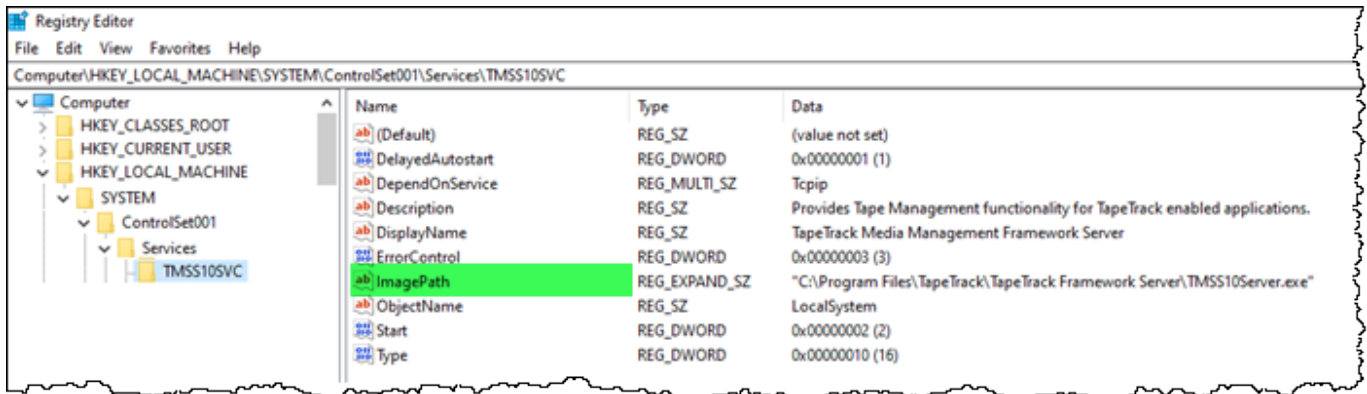 Registry Editor
File Edit View Favorites Help
Computer\HKEY_LOCAL_MACHINE\SYSTEM\ControlSet001\Services\TMSS10SVC
Computer
HKEY_CLASSES_ROOT
HKEY_CURRENT_USER
HKEY_LOCAL_MACHINE
SYSTEM
ControlSet001
Services
TMSS10SVC
Name Type Data
(Default) REG_SZ (value not set)
DelayedAutostart REG_DWORD 0x00000001 (1)
DependOnService REG_MULTI_SZ Tcpip
Description REG_SZ Provides Tape Management functionality for TapeTrack enabled applications.
DisplayName REG_SZ TapeTrack Media Management Framework Server
ErrorControl REG_DWORD 0x00000003 (3)
ImagePath REG_EXPAND_SZ "C:\Program Files\TapeTrack\TapeTrack Framework Server\TMSS10Server.exe"
ObjectName REG_SZ LocalSystem
Start REG_DWORD 0x00000002 (2)
Type REG_DWORD 0x00000010 (16)